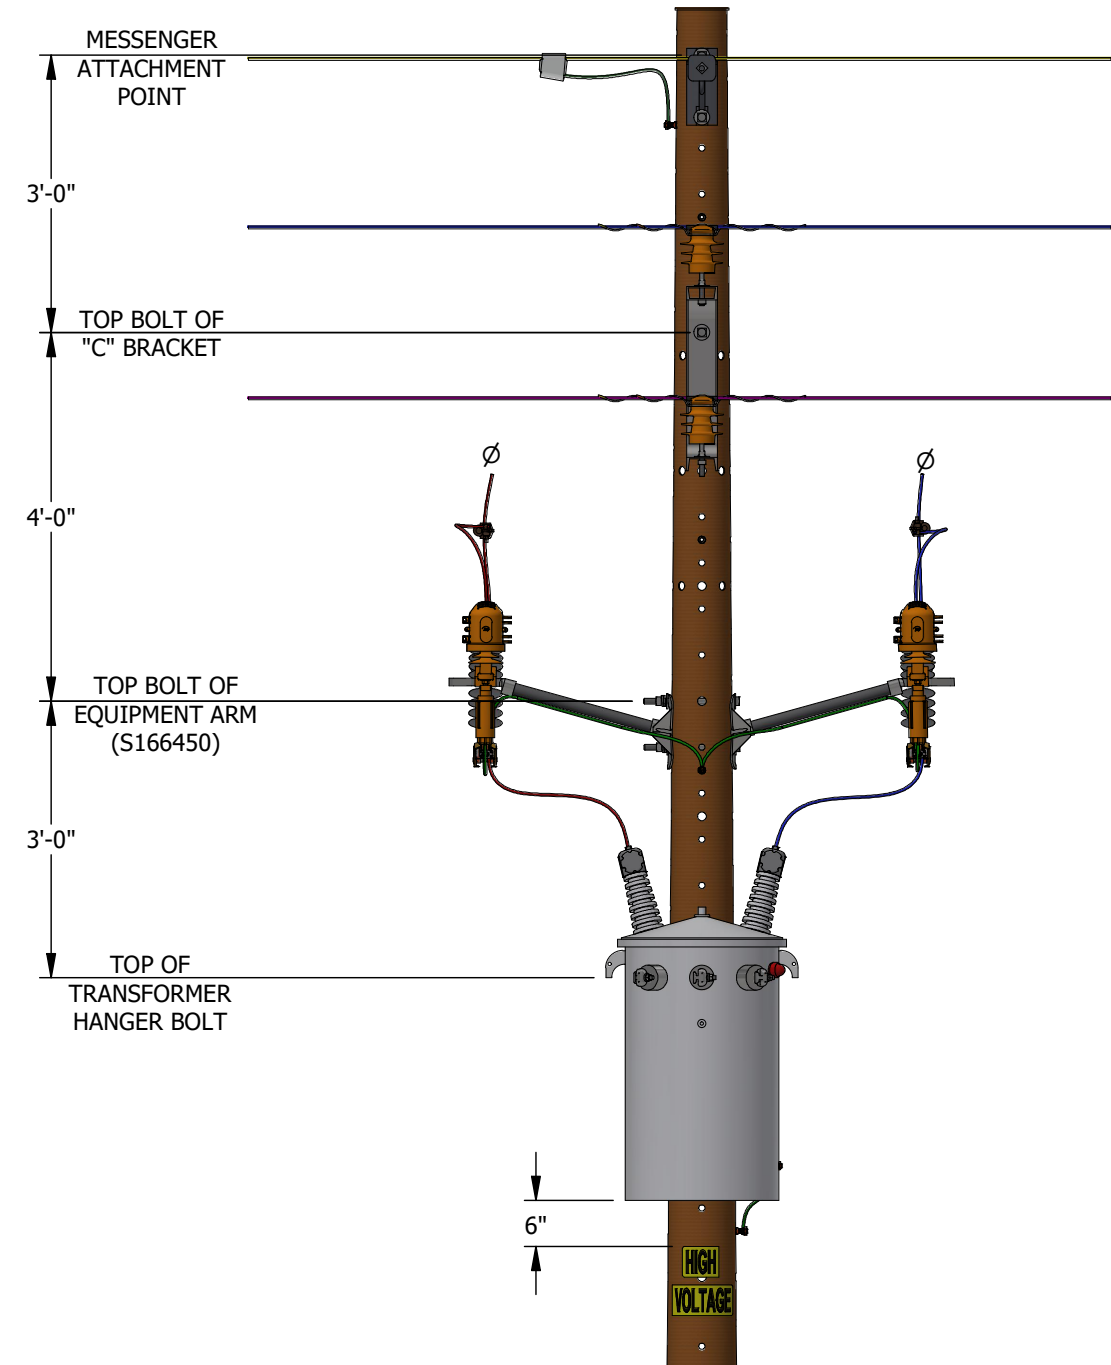 MESSENGER
ATTACHMENT
POINT
3'-0"
TOP BOLT OF
"C" BRACKET
Ø
Ø
4'-0"
TOP BOLT OF
EQUIPMENT ARM
(S166450)
3'-0"
TOP OF
TRANSFORMER
HANGER BOLT
6"
HIGH
VOLTAGE